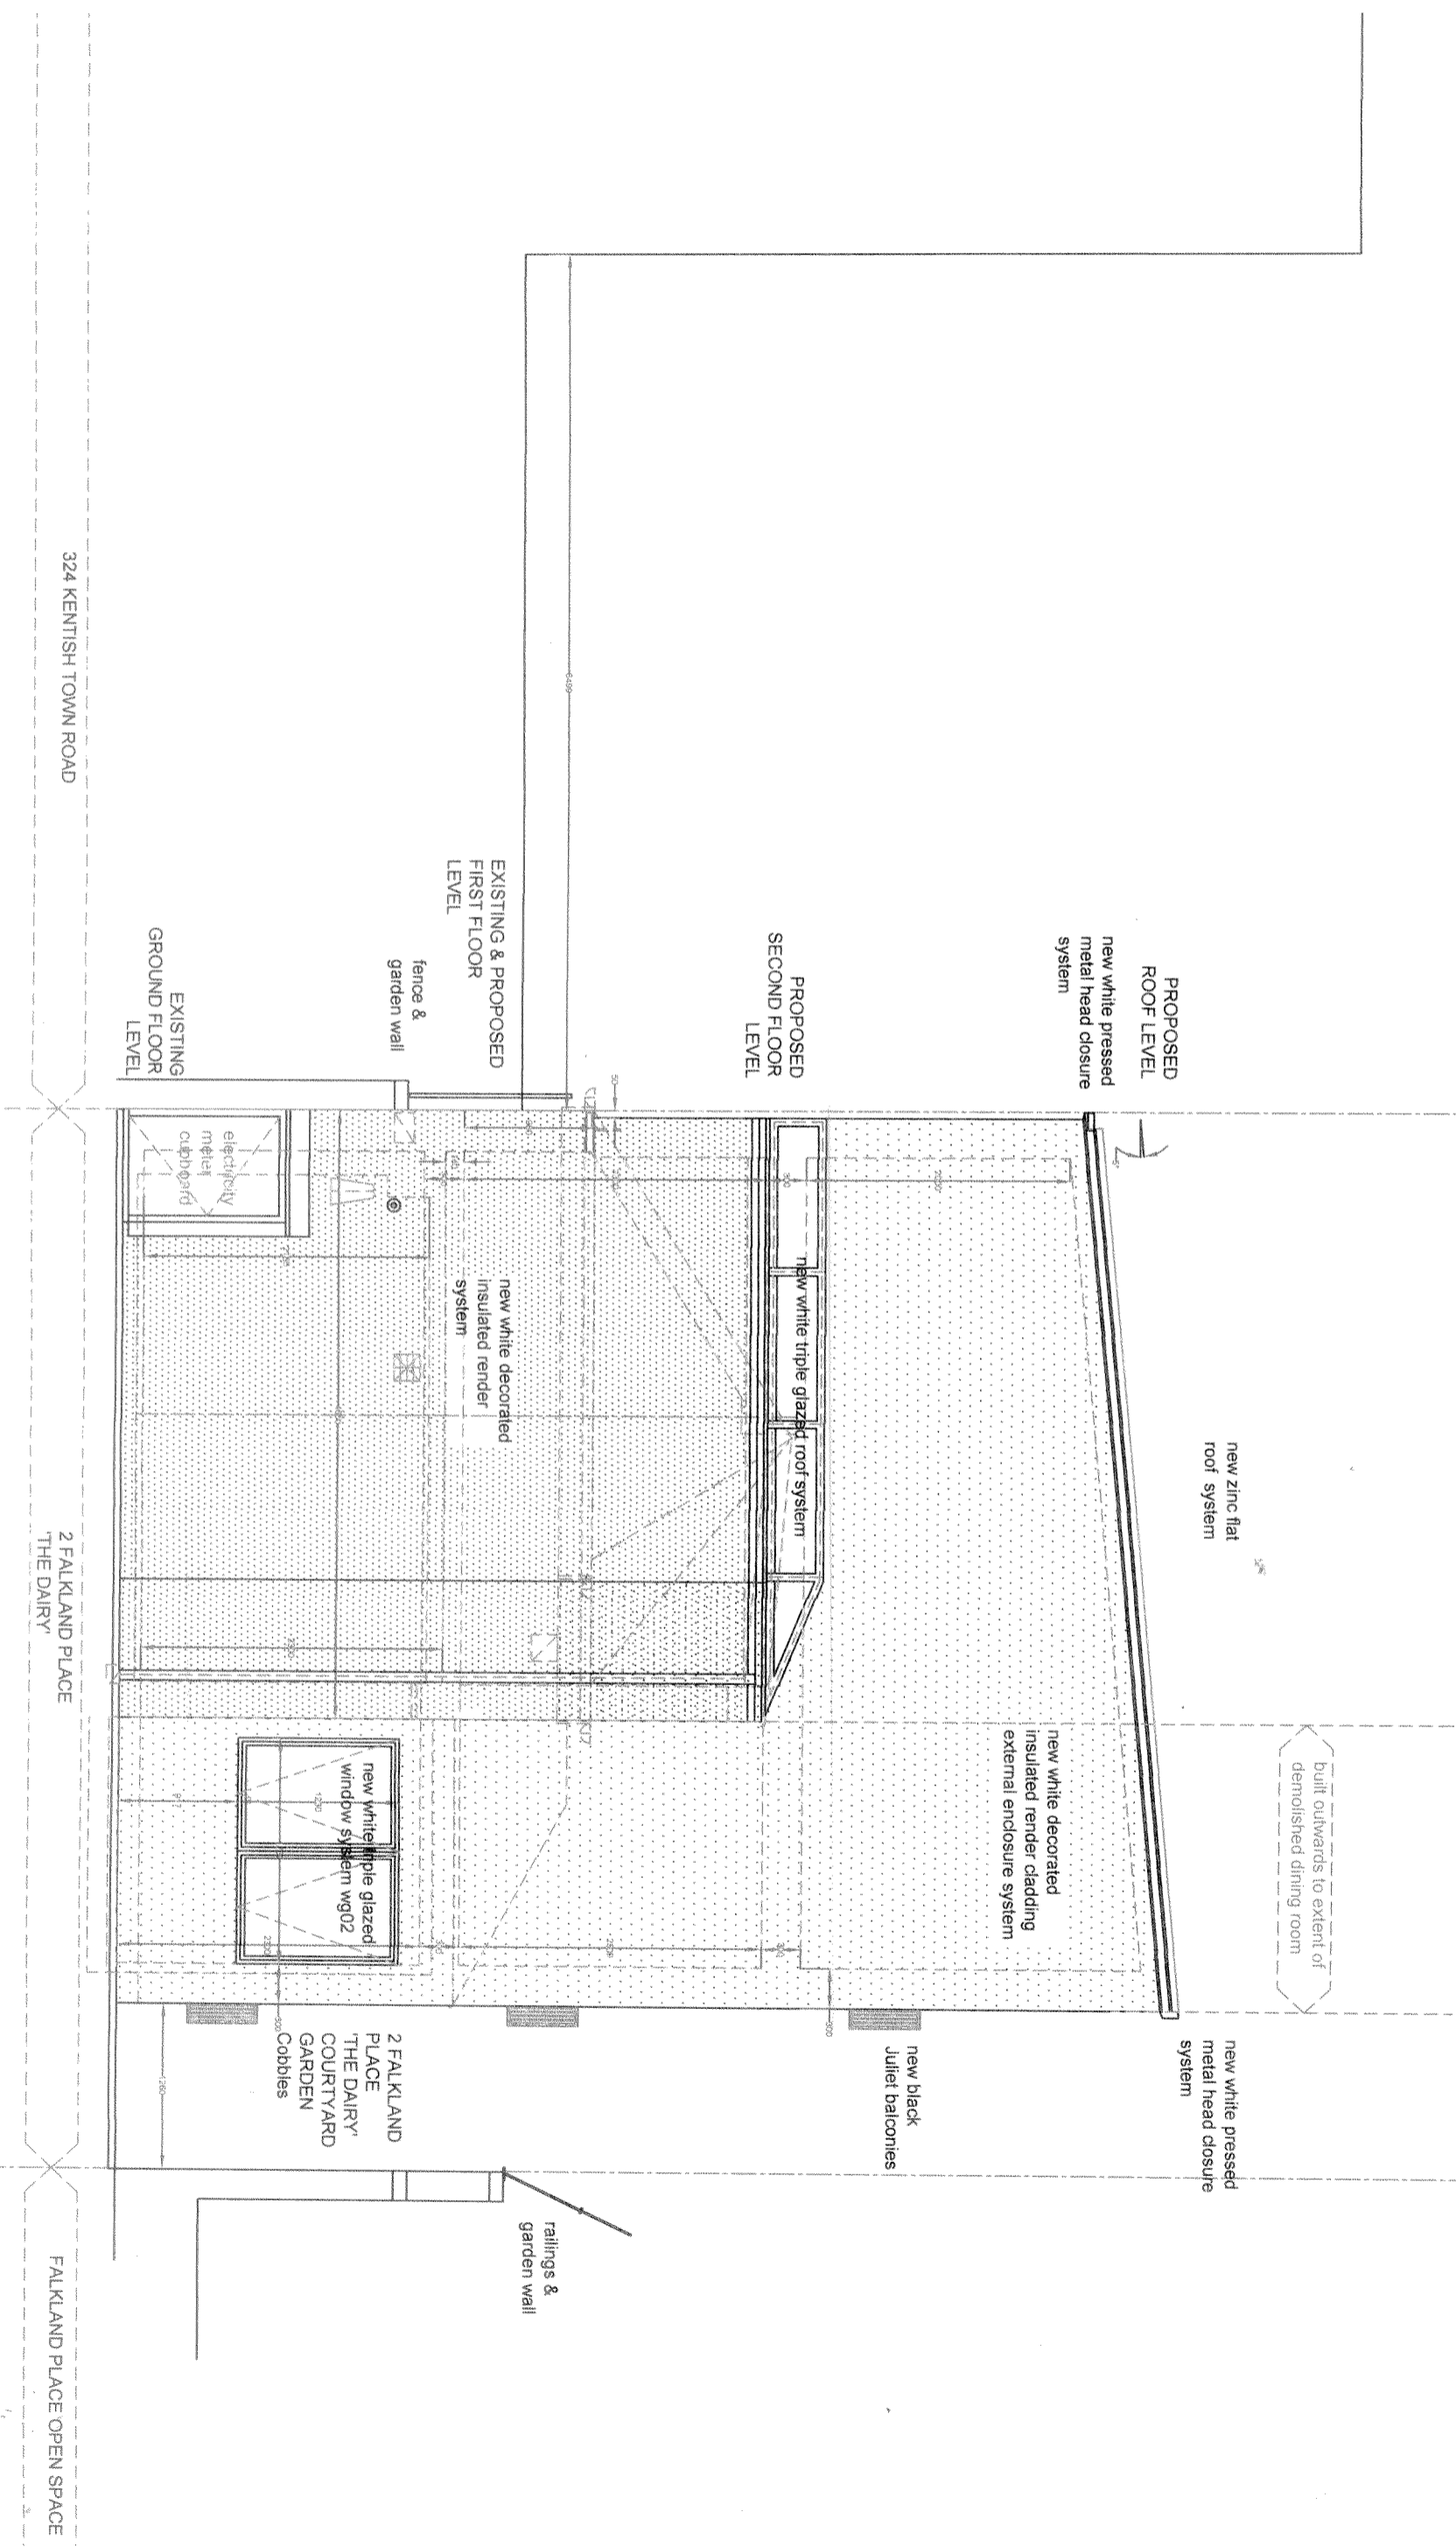 built outwards to extent of
demolished dining room
new zinc flat
roof system
PROPOSED
ROOF LEVEL
new white pressed
metal head closure
system
new white pressed
metal head closure
system
new white decorated
insulated render cladding
external enclosure system
new black
Juliet balconies
PROPOSED
SECOND FLOOR
LEVEL
new white triple glazed roof system
6499
50
EXISTING & PROPOSED
FIRST FLOOR
LEVEL
new white decorated
insulated render
system
railings &
garden wall
fence &
garden wall
new white triple glazed
window system wg02
2 FALKLAND
PLACE
'THE DAIRY'
COURTYARD
GARDEN
Cobbles
electricity
meter
cupboard
EXISTING
GROUND FLOOR
LEVEL
1260
324 KENTISH TOWN ROAD
2 FALKLAND PLACE
'THE DAIRY'
FALKLAND PLACE OPEN SPACE